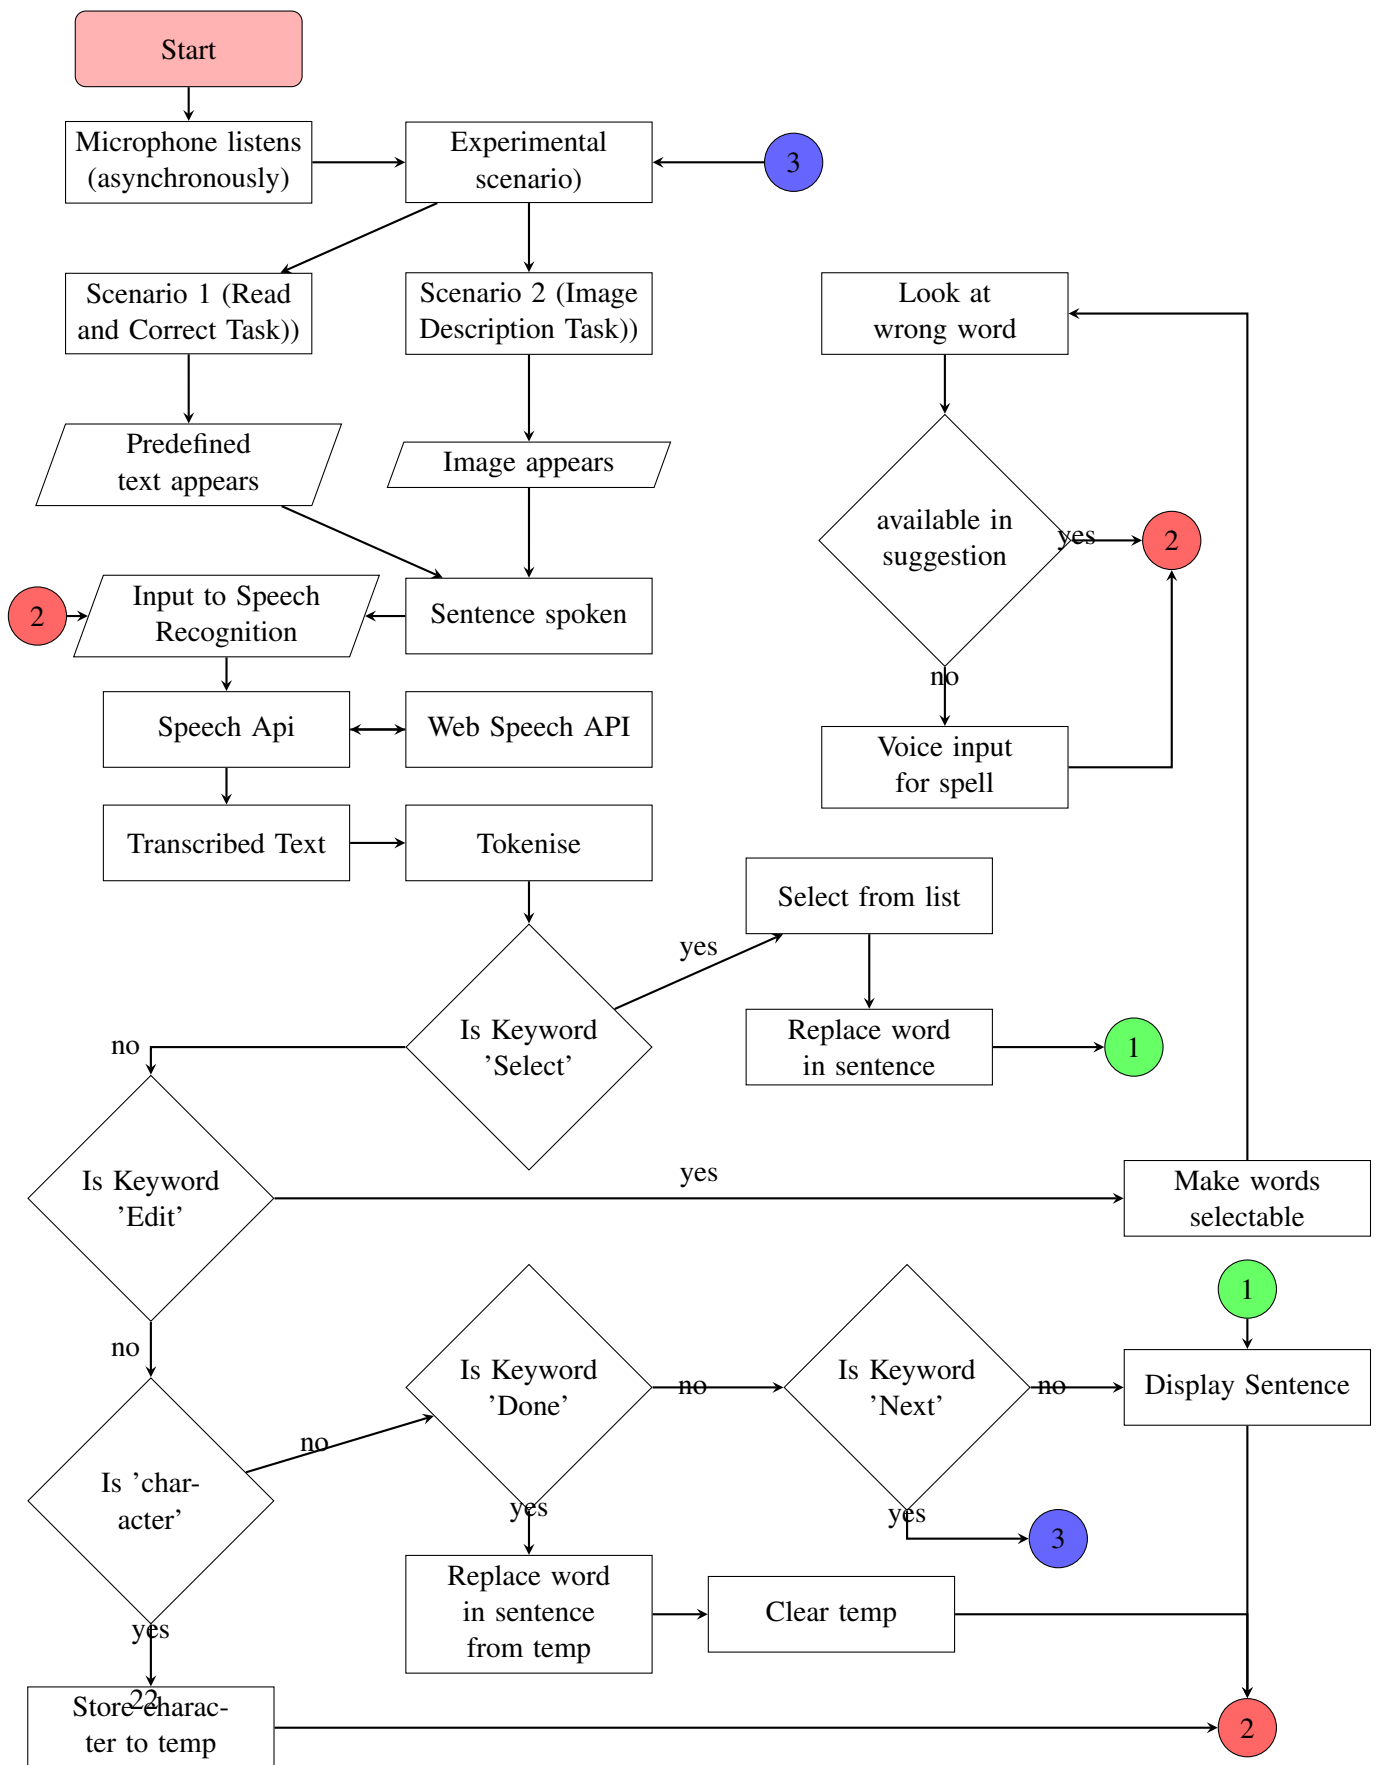 Start
Microphone listens
(asynchronously)
Experimental
scenario)
3
Scenario 1 (Read
and Correct Task))
Scenario 2 (Image
Description Task))
Look at
wrong word
Predefined
text appears
Image appears
available in
suggestion
yes
2
no
2
Input to Speech
Recognition
Sentence spoken
Speech Api
Web Speech API
Voice input
for spell
Transcribed Text
Tokenise
Select from list
yes
Is Keyword
'Select'
no
Replace word
in sentence
1
Is Keyword
'Edit'
yes
Make words
selectable
no
1
Is Keyword
'Done'
no
Is Keyword
'Next'
no
Display Sentence
Is 'char-
acter'
no
yes
yes
3
Replace word
in sentence
from temp
Clear temp
yes
22
Store charac-
ter to temp
2